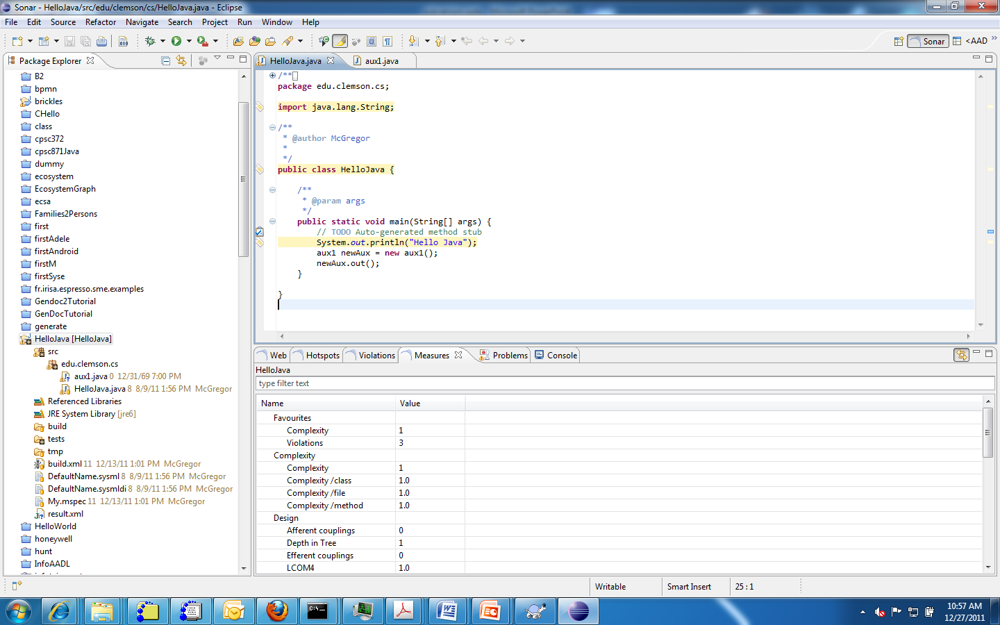 Sonar - HelloJava/src/edu/clemson/cs/HelloJava.java - Eclipse
File Edit Source Refactor Navigate Search Project Run Window Help
Sonar <AAD
Package Explorer
B2
bpmn
brickles
CHello
class
cpsc372
cpsc871Java
dummy
ecosystem
EcosystemGraph
ecsa
Families2Persons
first
firstAdele
firstAndroid
firstM
firstSyse
fr.irisa.espresso.sme.examples
Gendoc2Tutorial
GenDocTutorial
generate
HelloJava [HelloJava]
src
edu.clemson.cs
aux1.java 0 12/31/69 7:00 PM
HelloJava.java 8 8/9/11 1:56 PM McGregor
Referenced Libraries
JRE System Library [jre6]
build
tests
tmp
build.xml 11 12/13/11 1:01 PM McGregor
DefaultName.sysml 8 8/9/11 1:56 PM McGregor
DefaultName.sysmldi 8 8/9/11 1:56 PM McGregor
My.mspec 11 12/13/11 1:01 PM McGregor
result.xml
HelloWorld
honeywell
hunt
InfoAADL
HelloJava.java aux1.java
/**
package edu.clemson.cs;
import java.lang.String;
/**
* @author McGregor
*
*/
public class HelloJava {
/**
* @param args
*/
public static void main(String[] args) {
// TODO Auto-generated method stub
System.out.println("Hello Java");
aux1 newAux = new aux1();
newAux.out();
}
}
Web Hotspots Violations Measures Problems Console
HelloJava
type filter text
Name Value
Favourites
Complexity 1
Violations 3
Complexity
Complexity 1
Complexity /class 1.0
Complexity /file 1.0
Complexity /method 1.0
Design
Afferent couplings 0
Depth in Tree 1
Efferent couplings 0
LCOM4 1.0
Writable Smart Insert 25 : 1
10:57 AM
12/27/2011